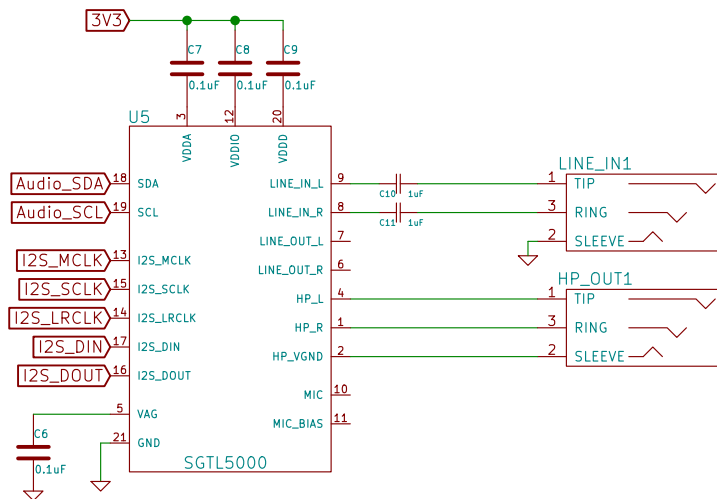 3V3
C7
C8
C9
0.1uF
0.1uF
0.1uF
U5
3
12
20
VDDA
VDDIO
VDDD
Audio_SDA
18
SDA
Audio_SCL
19
SCL
I2S_MCLK
13
I2S_MCLK
I2S_SCLK
15
I2S_SCLK
I2S_LRCLK
14
I2S_LRCLK
I2S_DIN
17
I2S_DIN
I2S_DOUT
16
I2S_DOUT
5
VAG
21
GND
C6
0.1uF
LINE_IN_L
9
LINE_IN_R
8
LINE_OUT_L
7
LINE_OUT_R
6
HP_L
4
HP_R
1
HP_VGND
2
MIC
10
MIC_BIAS
11
SGTL5000
C10 1uF
C11 1uF
LINE_IN1
1 TIP
3 RING
2 SLEEVE
HP_OUT1
1 TIP
3 RING
2 SLEEVE